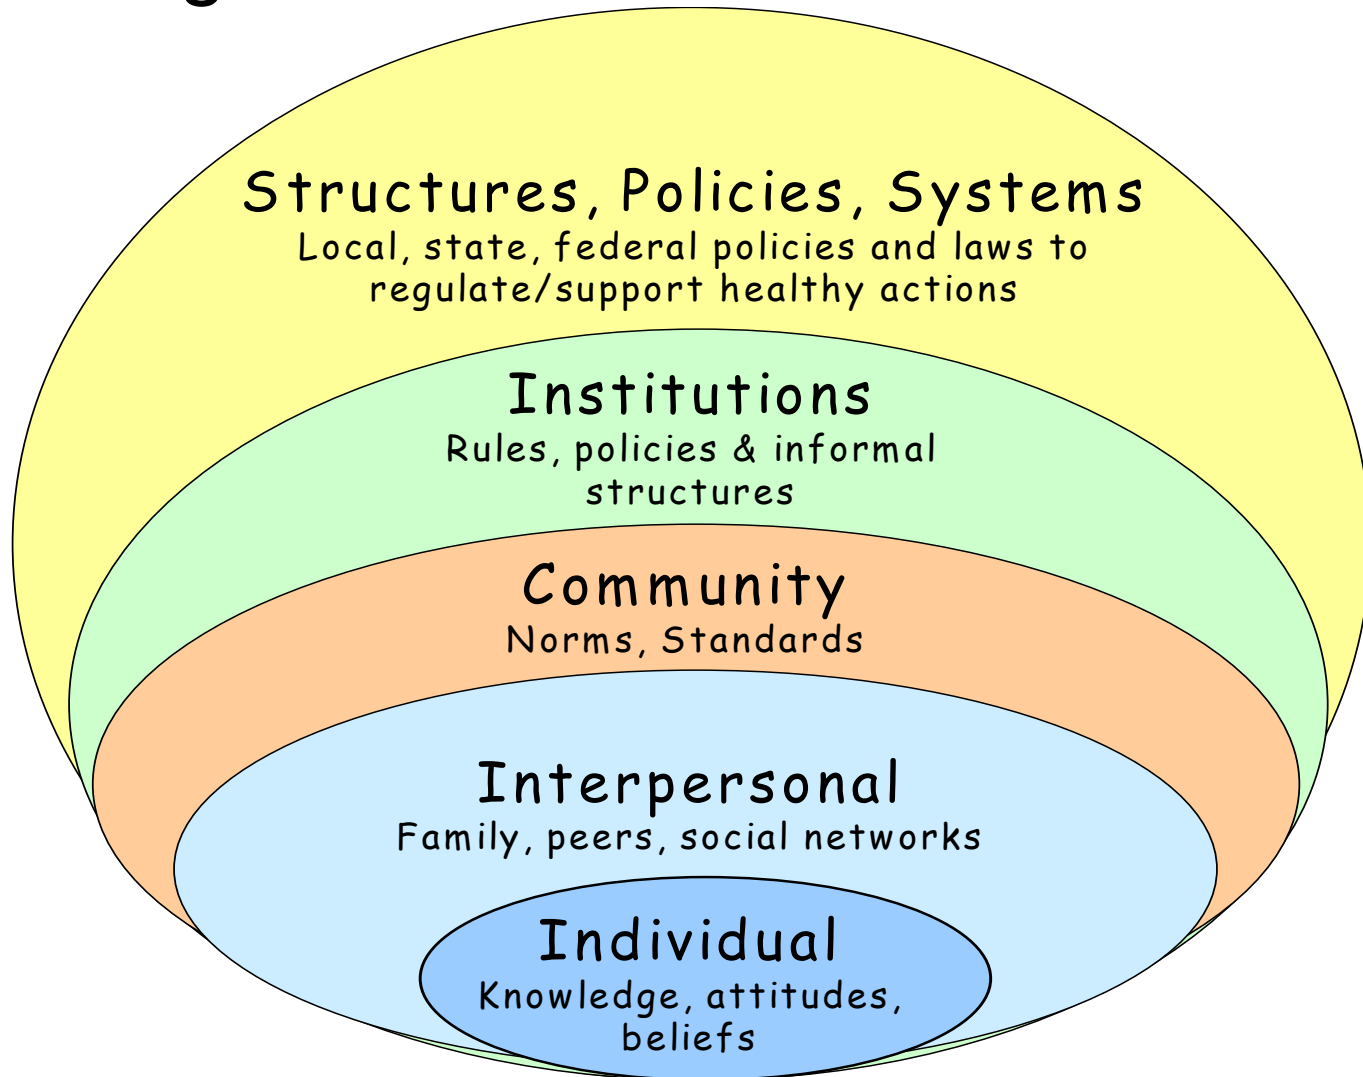 Structures, Policies, Systems
Local, state, federal policies and laws to
regulate/support healthy actions
Institutions
Rules, policies & informal
structures
Community
Norms, Standards
Interpersonal
Family, peers, social networks
Individual
Knowledge, attitudes,
beliefs